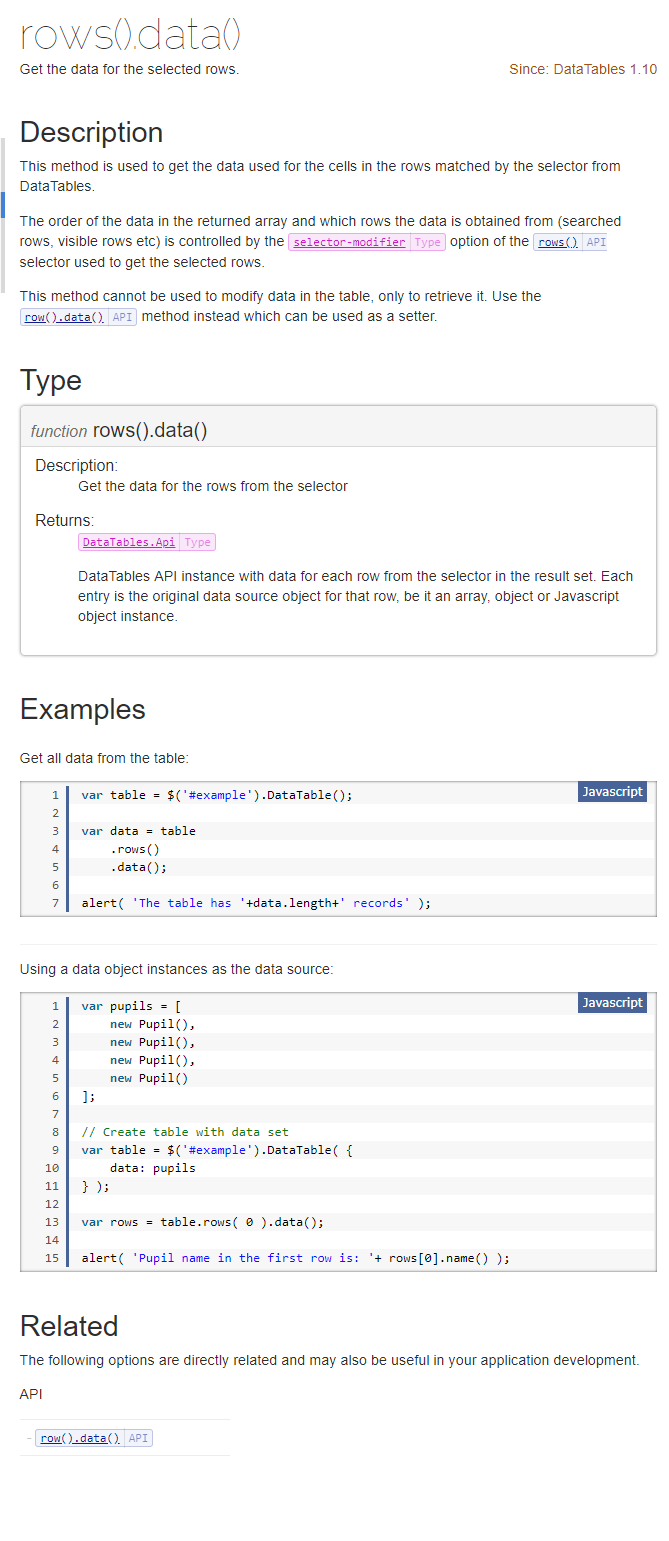 rows().data()
Get the data for the selected rows.
Since: DataTables 1.10
Description
This method is used to get the data used for the cells in the rows matched by the selector from
DataTables.
The order of the data in the returned array and which rows the data is obtained from (searched
rows, visible rows etc) is controlled by the selector-modifier Type option of the rows() API
selector used to get the selected rows.
This method cannot be used to modify data in the table, only to retrieve it. Use the
row().data() API method instead which can be used as a setter.
Type
function rows().data()
Description:
Get the data for the rows from the selector
Returns:
DataTables.Api Type
DataTables API instance with data for each row from the selector in the result set. Each
entry is the original data source object for that row, be it an array, object or Javascript
object instance.
Examples
Get all data from the table:
Javascript
1 var table = $('#example').DataTable();
2
3 var data = table
4     .rows()
5     .data();
6
7 alert( 'The table has '+data.length+' records' );
Using a data object instances as the data source:
Javascript
1 var pupils = [
2     new Pupil(),
3     new Pupil(),
4     new Pupil(),
5     new Pupil()
6 ];
7
8 // Create table with data set
9 var table = $('#example').DataTable( {
10     data: pupils
11 } );
12
13 var rows = table.rows( 0 ).data();
14
15 alert( 'Pupil name in the first row is: '+ rows[0].name() );
Related
The following options are directly related and may also be useful in your application development.
API
– row().data() API